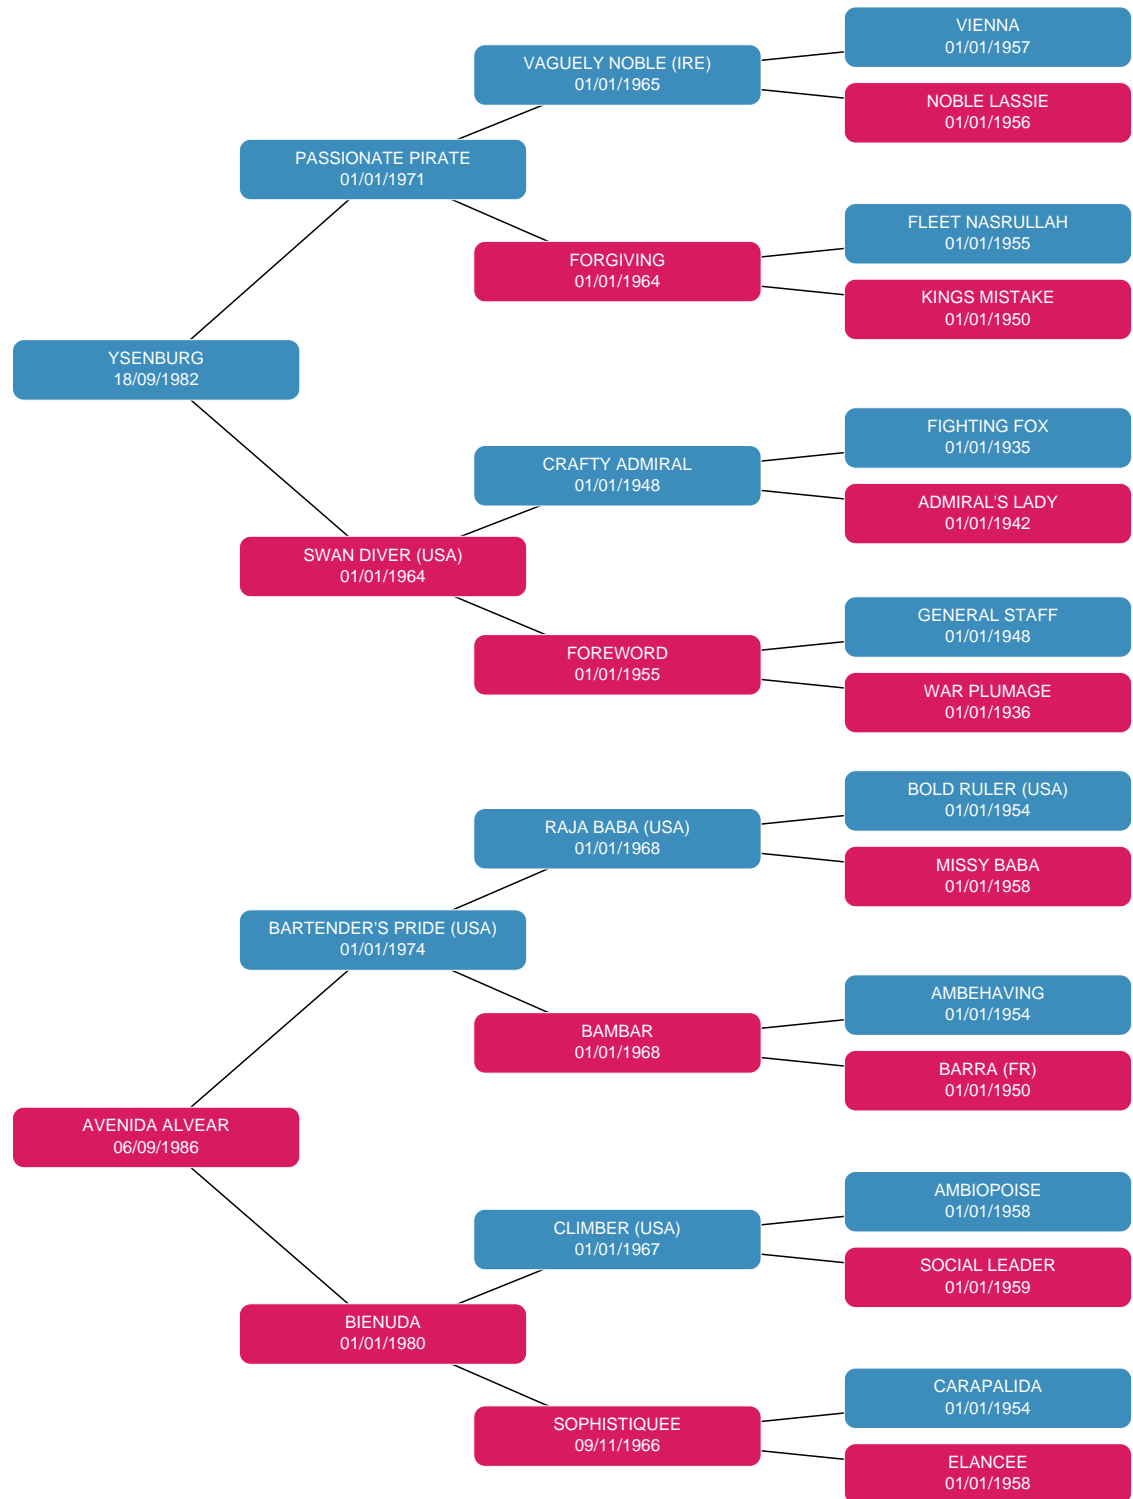 VIENNA
01/01/1957
VAGUELY NOBLE (IRE)
01/01/1965
NOBLE LASSIE
01/01/1956
PASSIONATE PIRATE
01/01/1971
FLEET NASRULLAH
01/01/1955
FORGIVING
01/01/1964
KINGS MISTAKE
01/01/1950
YSENBURG
18/09/1982
FIGHTING FOX
01/01/1935
CRAFTY ADMIRAL
01/01/1948
ADMIRAL'S LADY
01/01/1942
SWAN DIVER (USA)
01/01/1964
GENERAL STAFF
01/01/1948
FOREWORD
01/01/1955
WAR PLUMAGE
01/01/1936
BOLD RULER (USA)
01/01/1954
RAJA BABA (USA)
01/01/1968
MISSY BABA
01/01/1958
BARTENDER'S PRIDE (USA)
01/01/1974
AMBEHAVING
01/01/1954
BAMBAR
01/01/1968
BARRA (FR)
01/01/1950
AVENIDA ALVEAR
06/09/1986
AMBIOPOISE
01/01/1958
CLIMBER (USA)
01/01/1967
SOCIAL LEADER
01/01/1959
BIENUDA
01/01/1980
CARAPALIDA
01/01/1954
SOPHISTIQUEE
09/11/1966
ELANCEE
01/01/1958